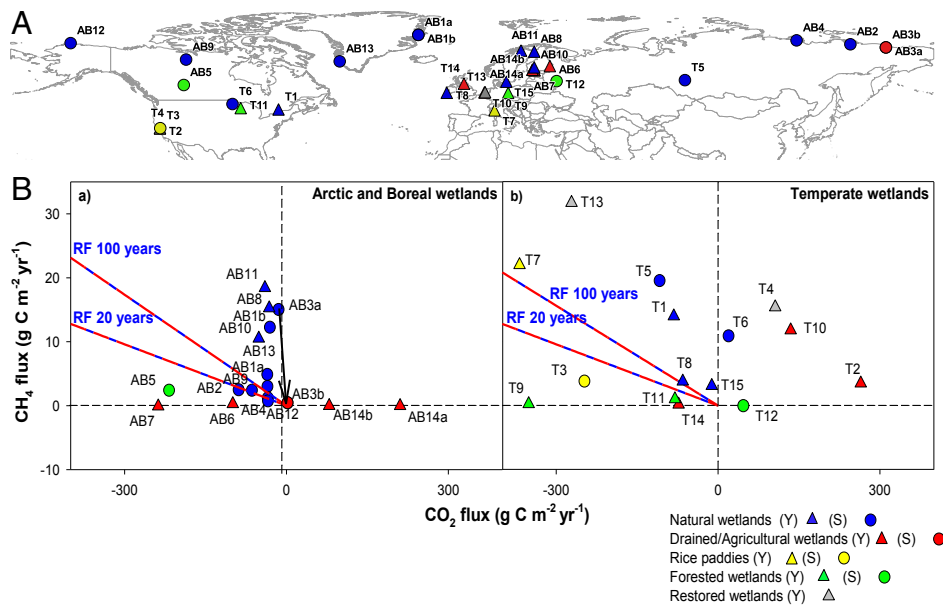 A
AB12
AB9
AB5
T6
T11
T1
T4
T3
T2
AB1a
AB1b
AB13
AB11
AB8
AB14b
AB10
AB14a
AB6
T14
T13
T12
AB7
T8
T15
T10
T9
T7
T5
AB4
AB2
AB3b
AB3a
B
a)
Arctic and Boreal wetlands
b)
Temperate wetlands
CH4 flux (g C m-2 yr-1)
30
20
10
0
-10
RF 100 years
RF 20 years
AB11
AB8
AB3a
AB1b
AB10
AB13
AB1a
AB9
AB5
AB2
AB3b
AB7
AB6
AB4
AB12
AB14b
AB14a
T13
T7
T5
RF 100 years
RF 20 years
T1
T4
T6
T10
T3
T8
T2
T15
T9
T11
T14
T12
-300
0
300
-300
0
300
CO2 flux (g C m-2 yr-1)
Natural wetlands (Y) (S)
Drained/Agricultural wetlands (Y) (S)
Rice paddies (Y) (S)
Forested wetlands (Y) (S)
Restored wetlands (Y)